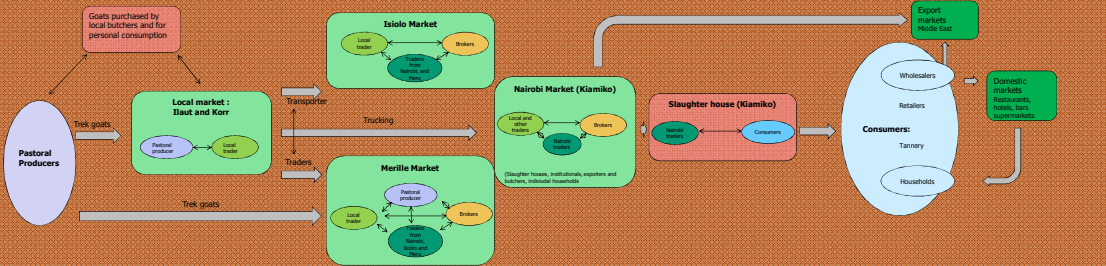 Goats purchased by
local butchers and for
personal consumption
Pastoral
Producers
Trek goats
Trek goats
Local market :
Ilaut and Korr
Pastoral
producer
Local
trader
Transporter
Trucking
Traders
Isiolo Market
Local
trader
Brokers
Traders
from
Nairobi, and
Meru
Merille Market
Pastoral
producer
Local
trader
Brokers
Traders
from
Nairobi,
Isiolo and
Meru
Nairobi Market (Kiamiko)
Local and
other
traders
Brokers
Nairobi
traders
(Slaughter houses, institutionals, exporters and
butchers, individual households
Slaughter house (Kiamiko)
Nairobi
traders
Consumers
Wholesalers
Retailers
Consumers:
Tannery
Households
Export
markets
Middle East
Domestic
markets
Restaurants,
hotels, bars
supermarkets